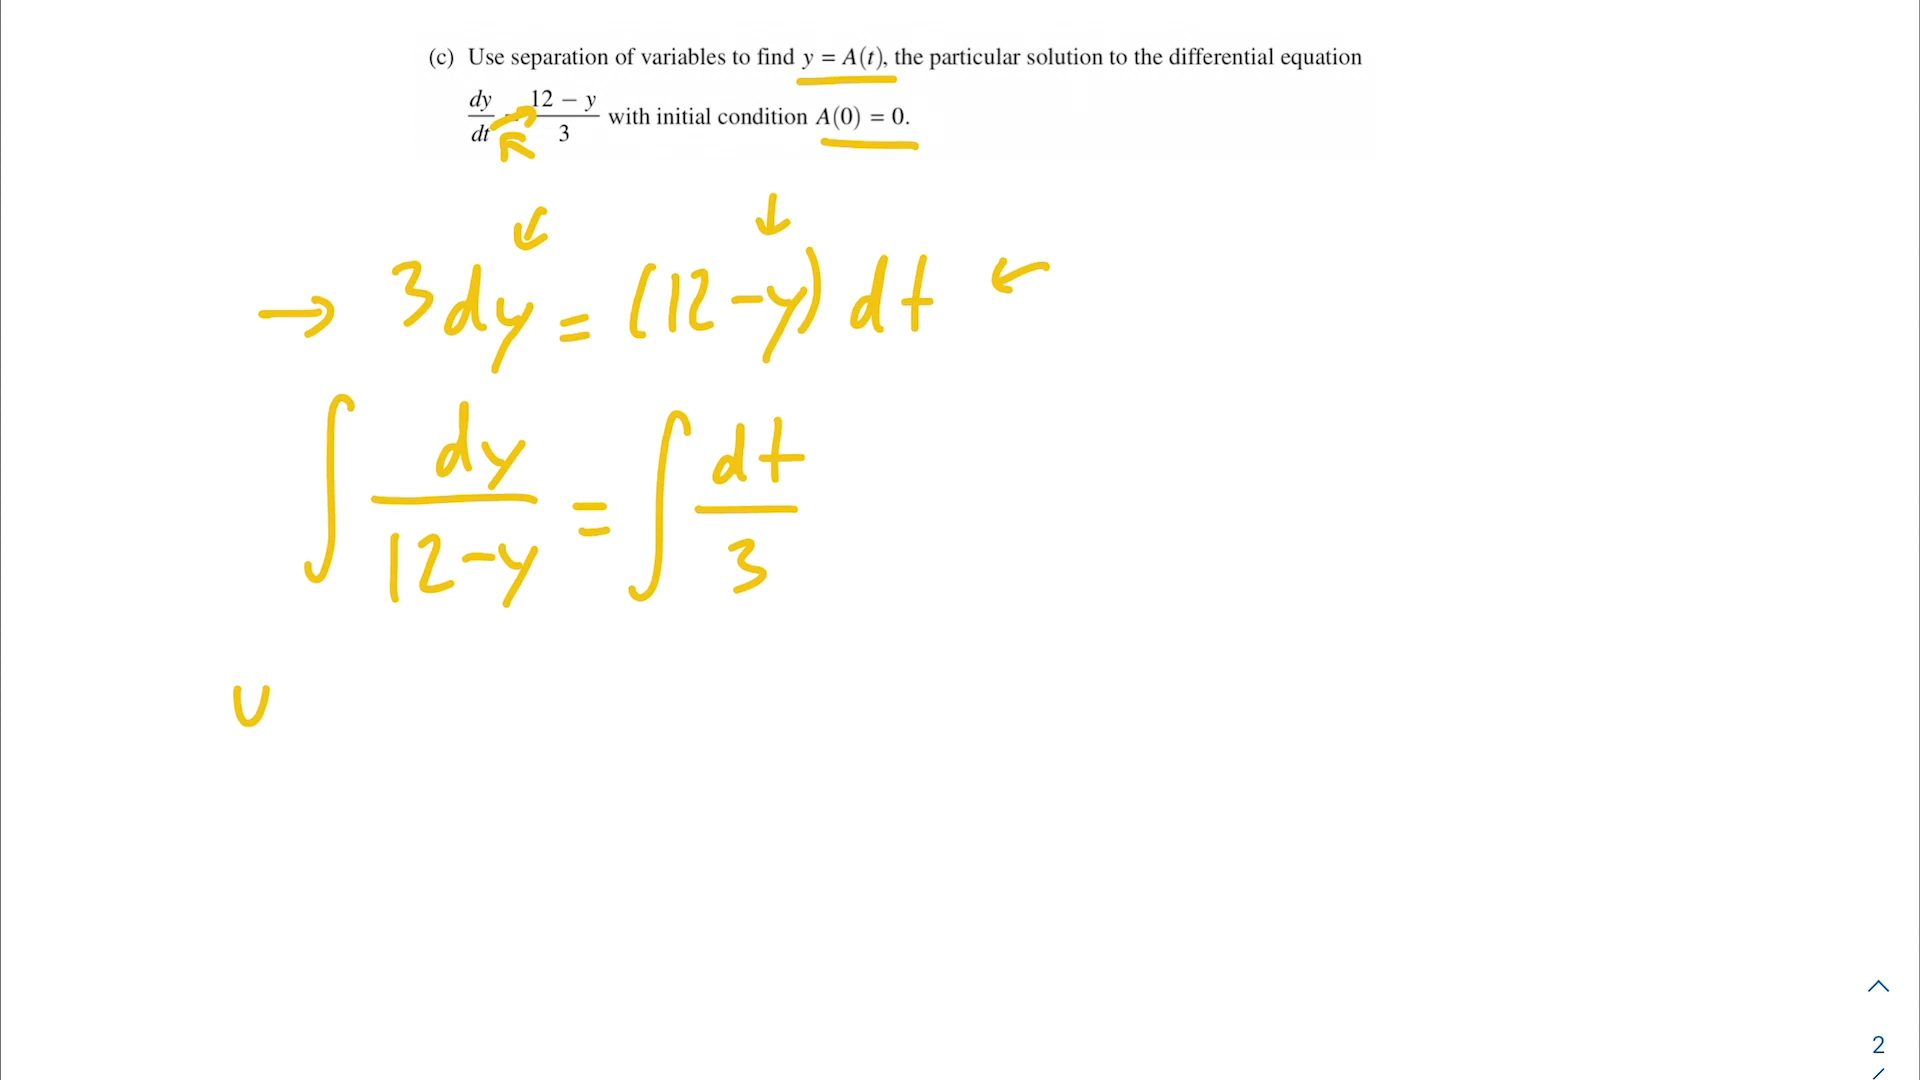 (c) Use separation of variables to find y = A(t), the particular solution to the differential equation
dy/dt = (12 − y)/3 with initial condition A(0) = 0.
→ 3dy = (12-y) dt ←
∫ dy/(12-y) = ∫ dt/3
u
2